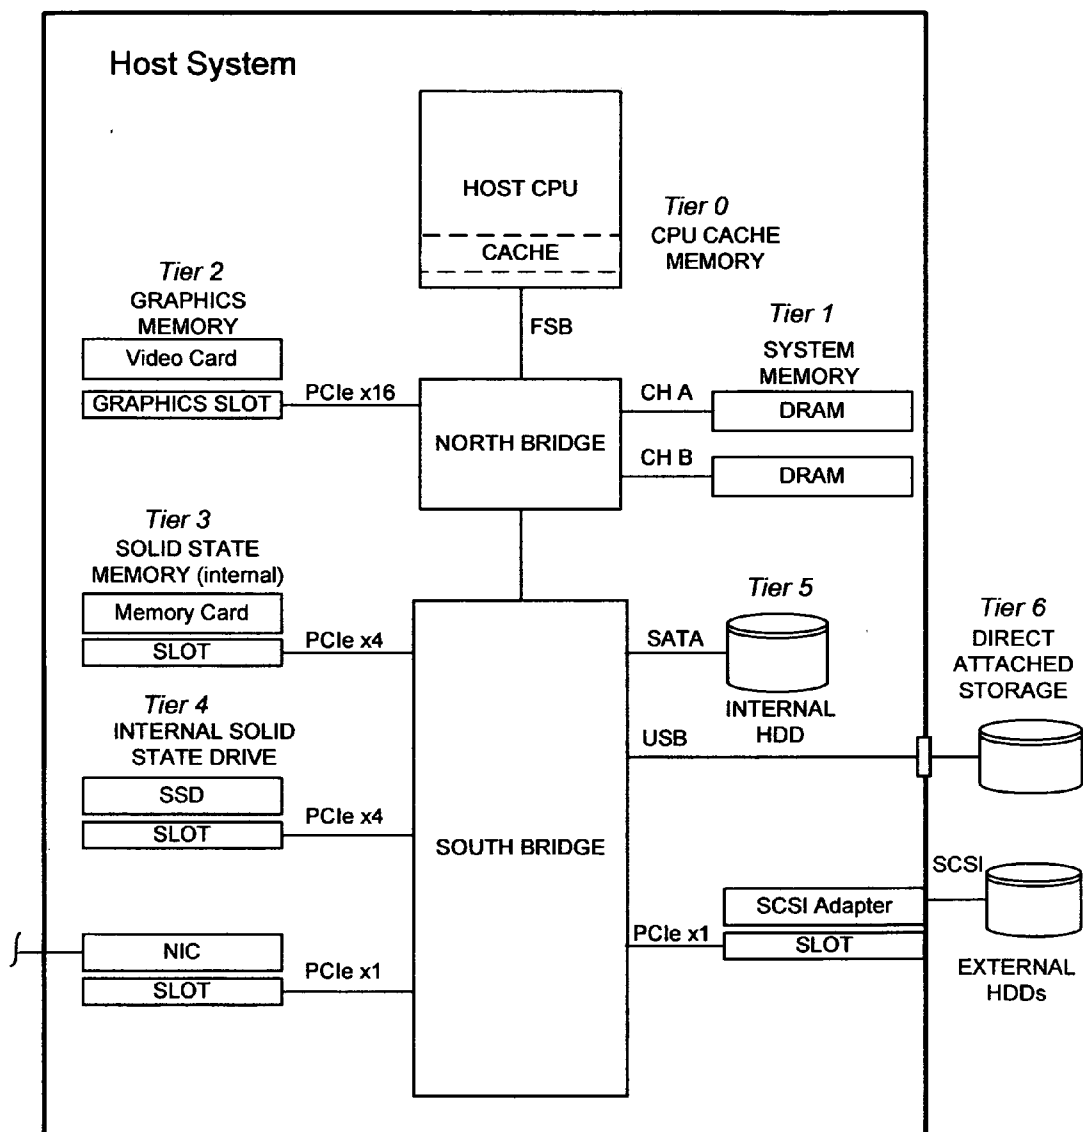 Host System
HOST CPU
CACHE
Tier 0
CPU CACHE
MEMORY
Tier 2
GRAPHICS
MEMORY
Video Card
GRAPHICS SLOT
PCIe x16
FSB
NORTH BRIDGE
Tier 1
SYSTEM
MEMORY
CH A
DRAM
CH B
DRAM
Tier 3
SOLID STATE
MEMORY (internal)
Memory Card
SLOT
PCIe x4
Tier 4
INTERNAL SOLID
STATE DRIVE
SSD
SLOT
PCIe x4
NIC
SLOT
PCIe x1
SOUTH BRIDGE
Tier 5
SATA
INTERNAL
HDD
USB
Tier 6
DIRECT
ATTACHED
STORAGE
SCSI
SCSI Adapter
PCIe x1
SLOT
EXTERNAL
HDDs